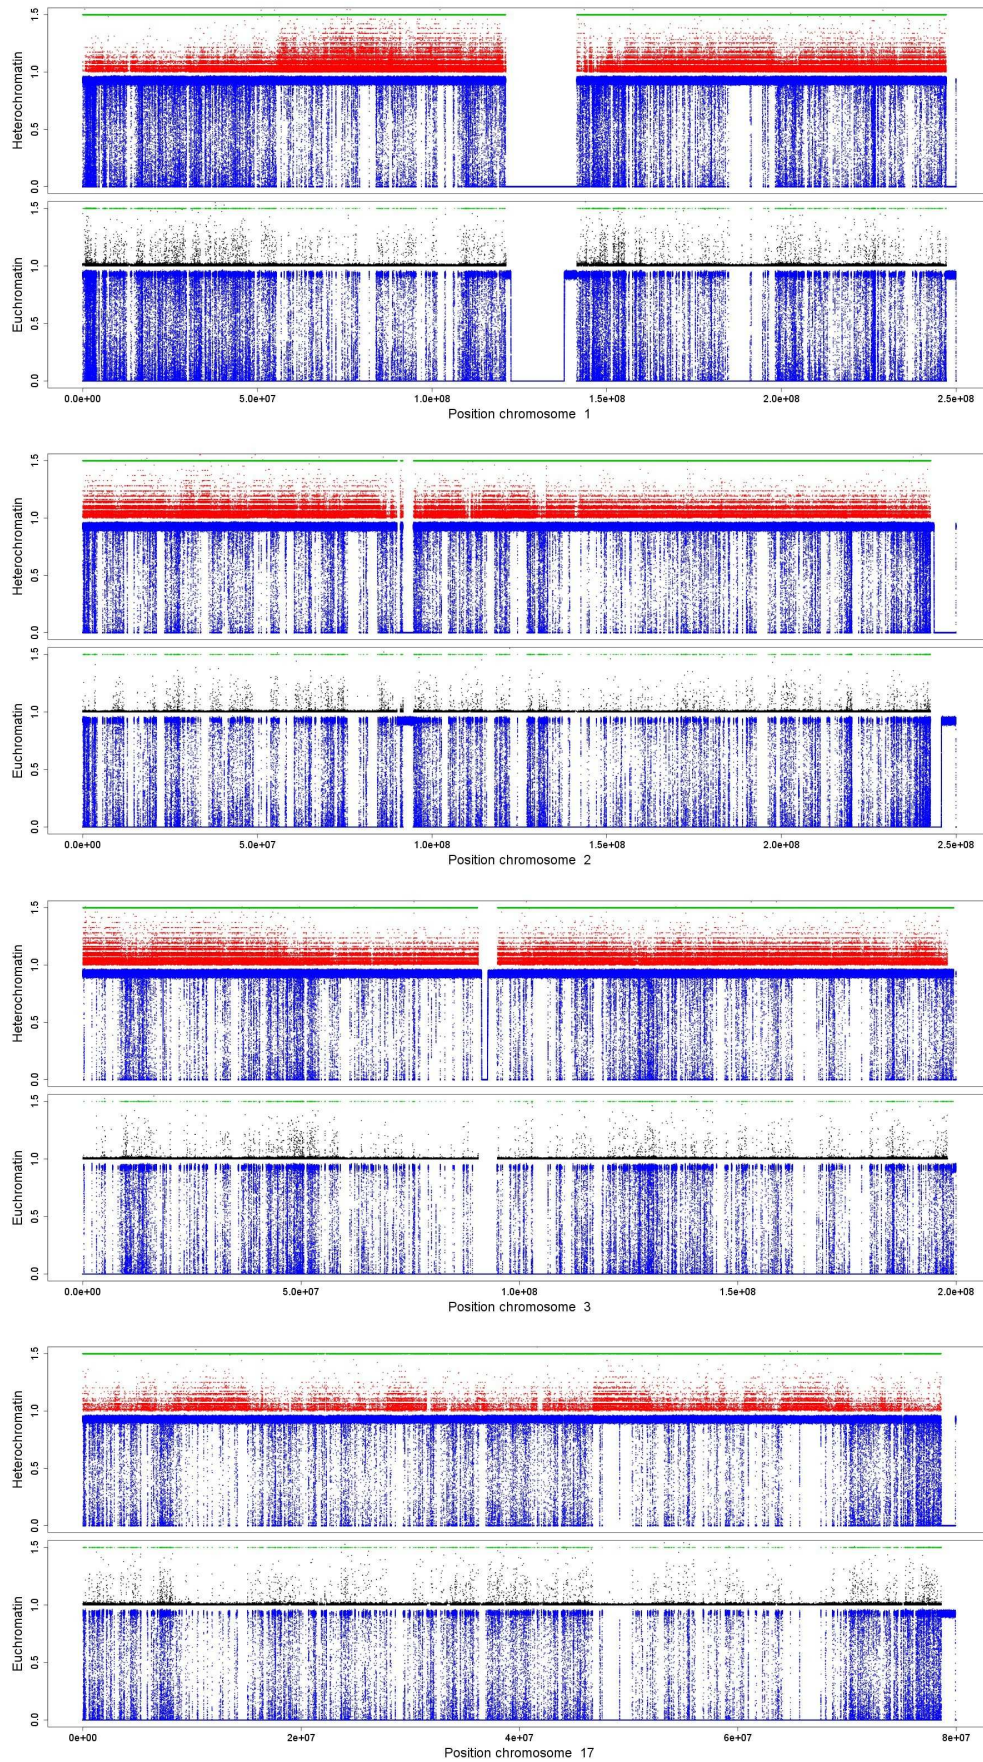 1.5
1.0
0.5
0.0
Heterochromatin
1.5
1.0
0.5
0.0
Euchromatin
0.0e+00 5.0e+07 1.0e+08 1.5e+08 2.0e+08 2.5e+08
Position chromosome 1
1.5
1.0
0.5
0.0
Heterochromatin
1.5
1.0
0.5
0.0
Euchromatin
0.0e+00 5.0e+07 1.0e+08 1.5e+08 2.0e+08 2.5e+08
Position chromosome 2
1.5
1.0
0.5
0.0
Heterochromatin
1.5
1.0
0.5
0.0
Euchromatin
0.0e+00 5.0e+07 1.0e+08 1.5e+08 2.0e+08
Position chromosome 3
1.5
1.0
0.5
0.0
Heterochromatin
1.5
1.0
0.5
0.0
Euchromatin
0e+00 2e+07 4e+07 6e+07 8e+07
Position chromosome 17